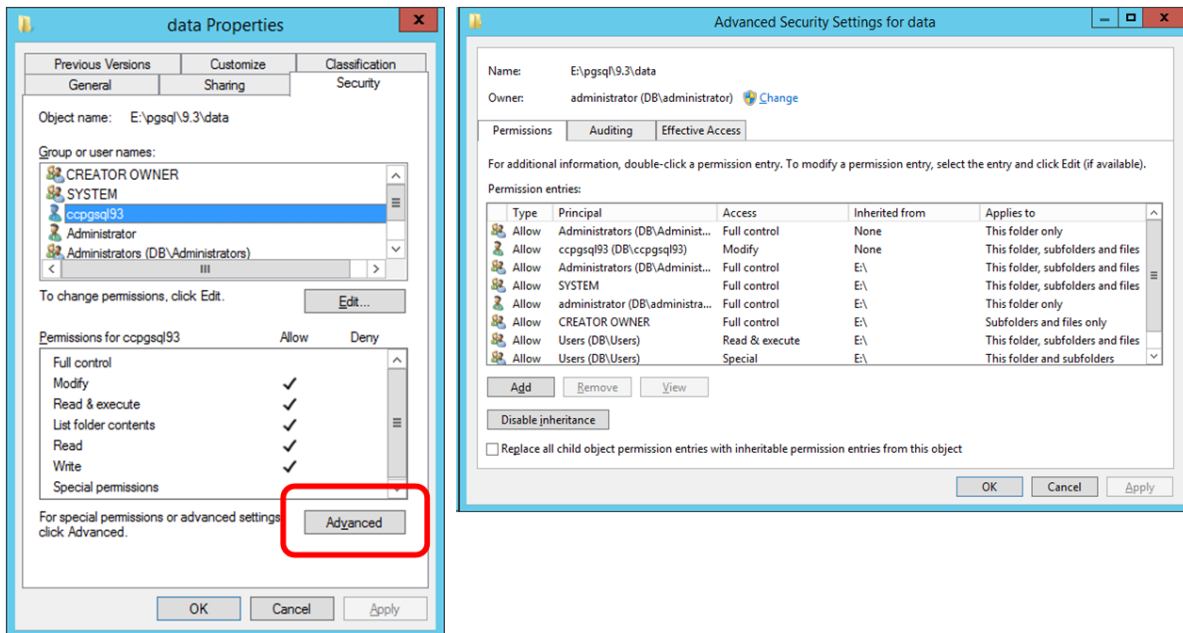 data Properties
x
Previous Versions Customize Classification
General Sharing Security
Object name: E:\pgsql\9.3\data
Group or user names:
CREATOR OWNER
SYSTEM
ccpgsql93
Administrator
Administrators (DB\Administrators)
To change permissions, click Edit.
Edit...
Permissions for ccpgsql93 Allow Deny
Full control
Modify
Read & execute
List folder contents
Read
Write
Special permissions
For special permissions or advanced settings,
click Advanced.
Advanced
OK Cancel Apply
Advanced Security Settings for data
x
Name: E:\pgsql\9.3\data
Owner: administrator (DB\administrator) Change
Permissions Auditing Effective Access
For additional information, double-click a permission entry. To modify a permission entry, select the entry and click Edit (if available).
Permission entries:
Type Principal Access Inherited from Applies to
Allow Administrators (DB\Administ... Full control None This folder only
Allow ccpgsql93 (DB\ccpgsql93) Modify None This folder, subfolders and files
Allow Administrators (DB\Administ... Full control E:\ This folder, subfolders and files
Allow SYSTEM Full control E:\ This folder, subfolders and files
Allow administrator (DB\administra... Full control E:\ This folder only
Allow CREATOR OWNER Full control E:\ Subfolders and files only
Allow Users (DB\Users) Read & execute E:\ This folder, subfolders and files
Allow Users (DB\Users) Special E:\ This folder and subfolders
Add Remove View
Disable inheritance
Replace all child object permission entries with inheritable permission entries from this object
OK Cancel Apply